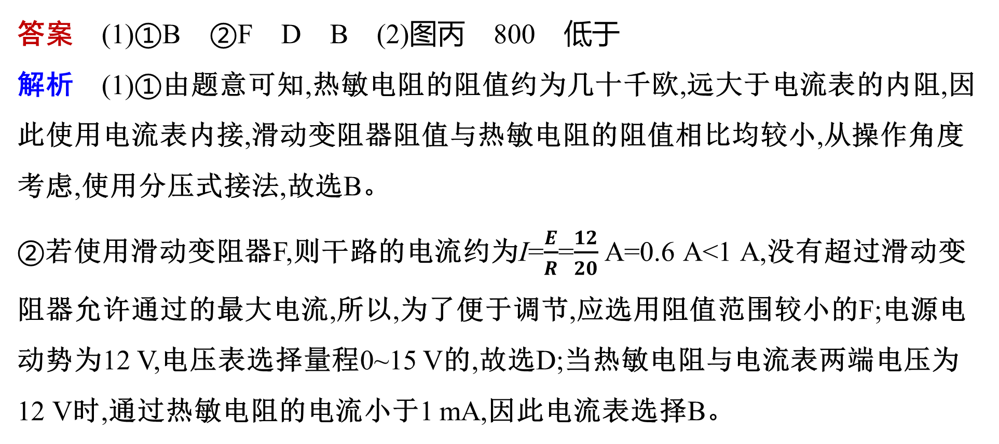 答案 (1)①B ②F D B (2)图丙 800 低于
解析 (1)①由题意可知,热敏电阻的阻值约为几十千欧,远大于电流表的内阻,因
此使用电流表内接,滑动变阻器阻值与热敏电阻的阻值相比均较小,从操作角度
考虑,使用分压式接法,故选B。
②若使用滑动变阻器F,则干路的电流约为I=E/R=12/20 A=0.6 A<1 A,没有超过滑动变
阻器允许通过的最大电流,所以,为了便于调节,应选用阻值范围较小的F;电源电
动势为12 V,电压表选择量程0~15 V的,故选D;当热敏电阻与电流表两端电压为
12 V时,通过热敏电阻的电流小于1 mA,因此电流表选择B。